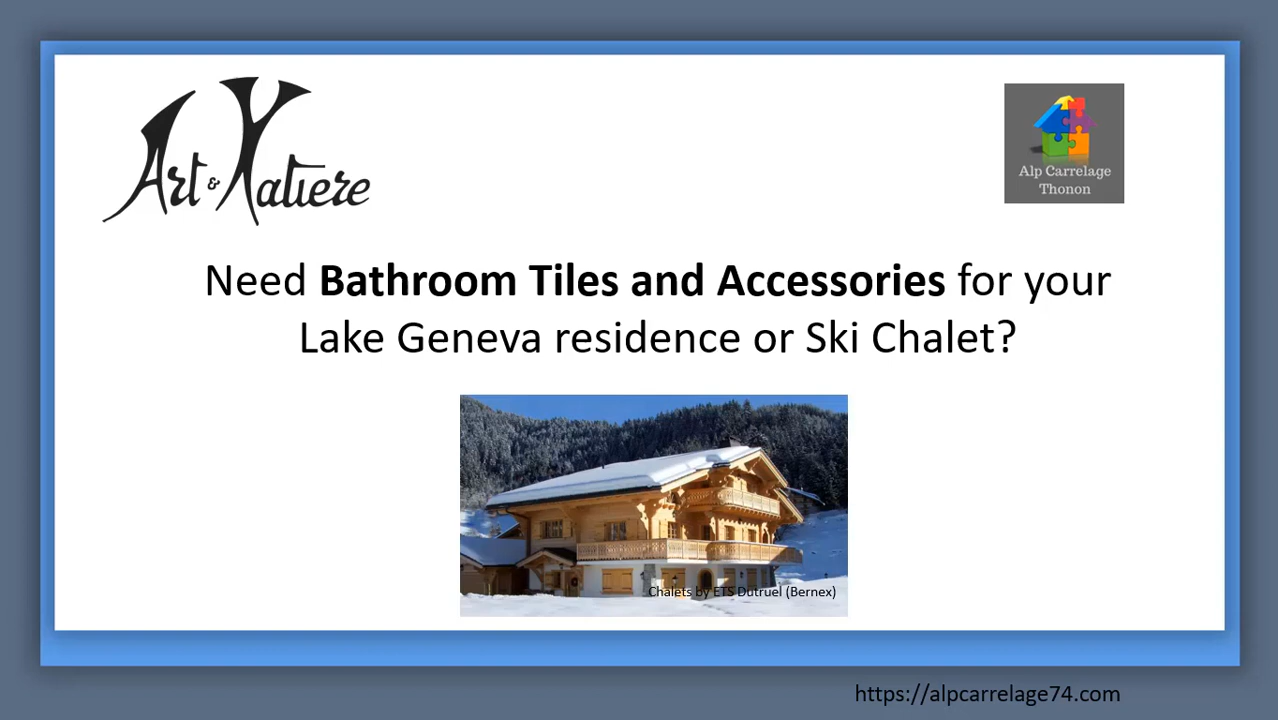 Art & Matiere
Alp Carrelage
Thonon
Need Bathroom Tiles and Accessories for your
Lake Geneva residence or Ski Chalet?
Chalets by ETS Dutruel (Bernex)
https://alpcarrelage74.com